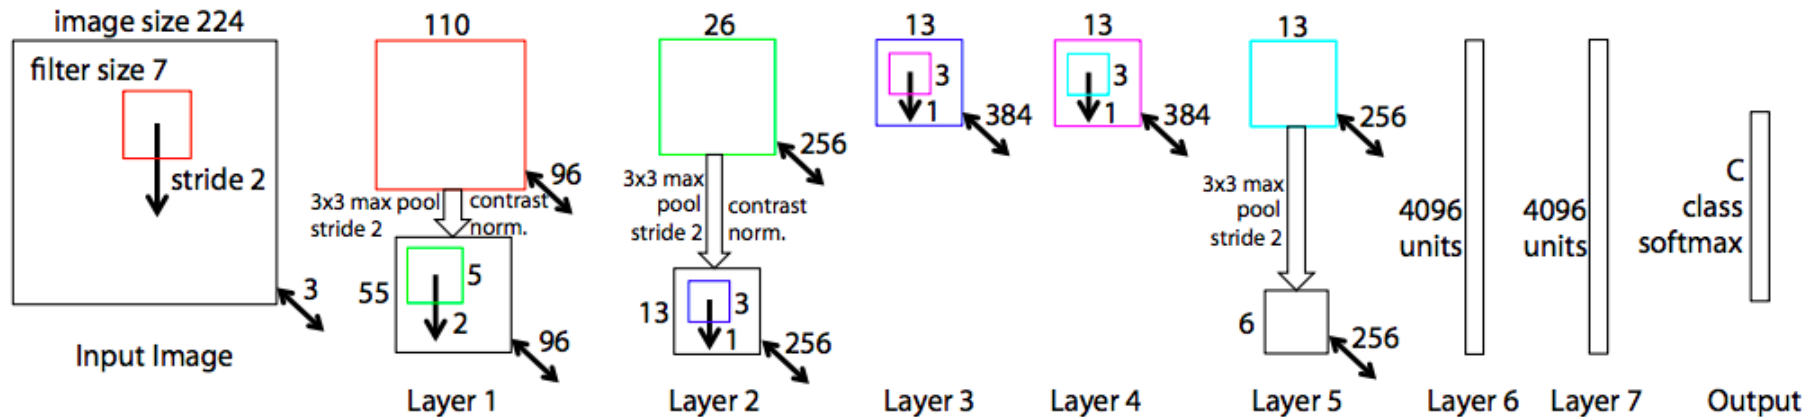 image size 224
filter size 7
stride 2
3
Input Image
110
96
3x3 max pool
stride 2
contrast
norm.
55
5
2
96
Layer 1
26
256
3x3 max
pool
stride 2
contrast
norm.
13
3
1
256
Layer 2
13
3
1
384
Layer 3
13
3
1
384
Layer 4
13
256
3x3 max
pool
stride 2
6
256
Layer 5
4096
units
Layer 6
4096
units
Layer 7
C
class
softmax
Output